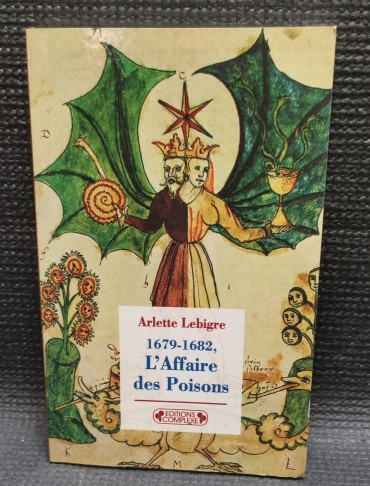 C
D
Arlette Lebigre
1679-1682,
L'Affaire
des Poisons
EDITIONS
COMPLEXE
K
M
L